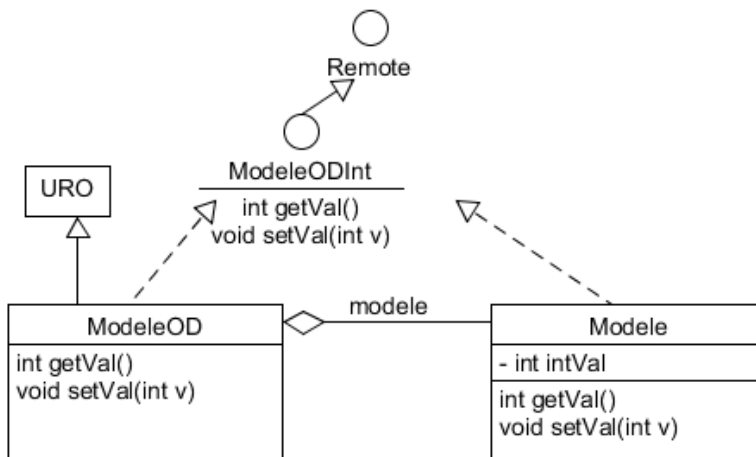 Remote
ModeleODInt
int getVal()
void setVal(int v)
URO
ModeleOD
int getVal()
void setVal(int v)
modele
Modele
- int intVal
int getVal()
void setVal(int v)